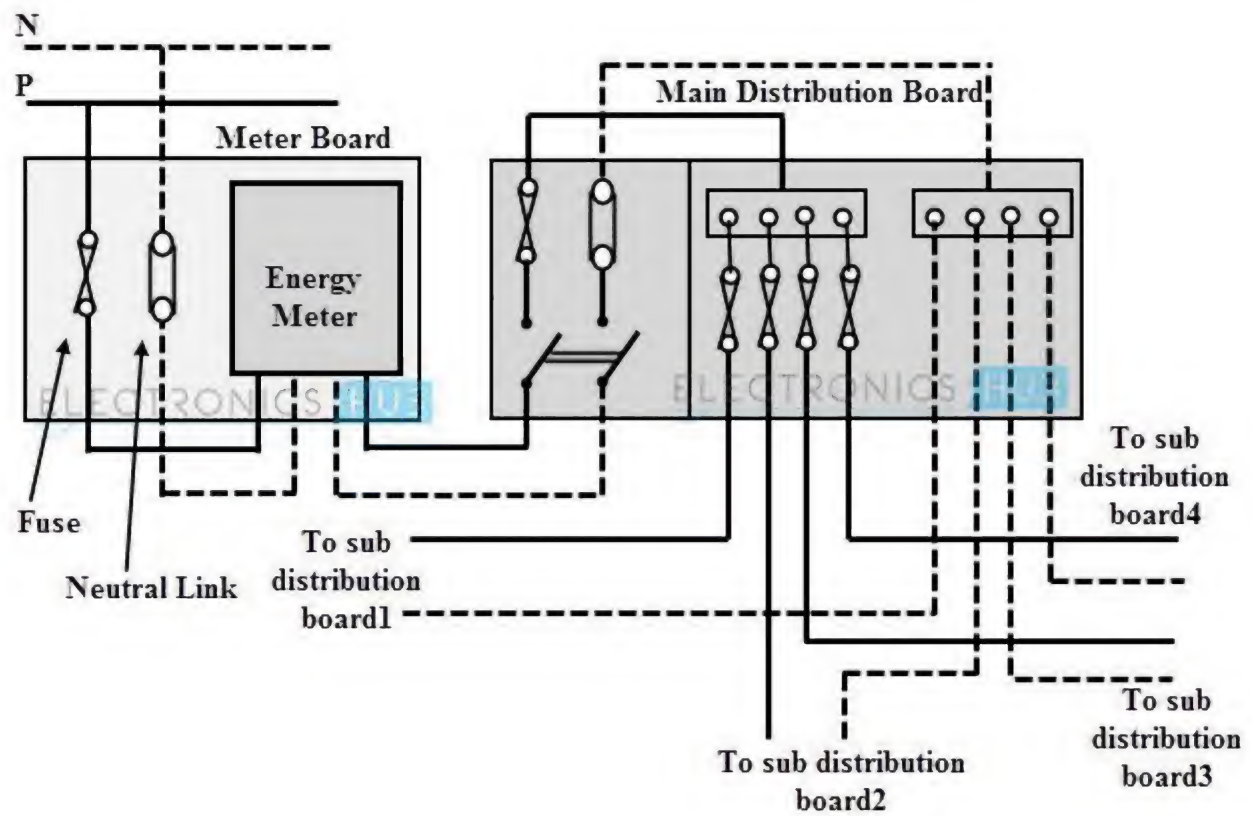 N
P
Main Distribution Board
Meter Board
Energy
Meter
ELECTRONICS HUB
ELECTRONICS HUB
Fuse
Neutral Link
To sub
distribution
board1
To sub
distribution
board4
To sub distribution
board2
To sub
distribution
board3